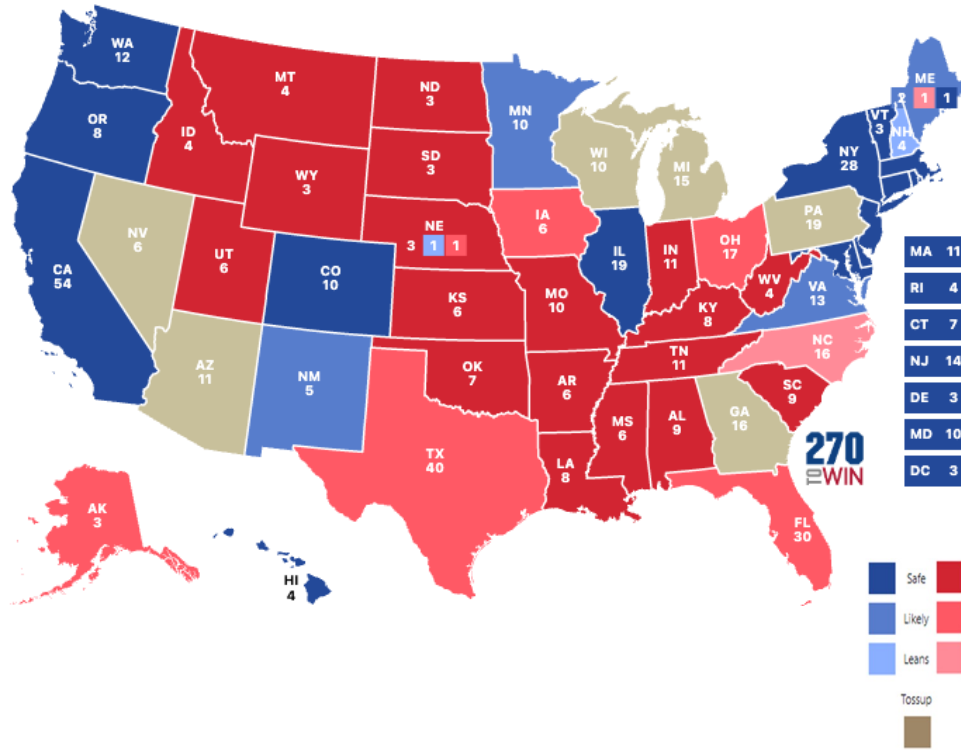 WA
12
OR
8
CA
54
NV
6
ID
4
MT
4
WY
3
UT
6
AZ
11
CO
10
NM
5
ND
3
SD
3
NE
3 1 1
KS
6
OK
7
TX
40
MN
10
IA
6
MO
10
AR
6
LA
8
WI
10
IL
19
MI
15
IN
11
OH
17
KY
8
TN
11
MS
6
AL
9
GA
16
FL
30
SC
9
NC
16
VA
13
WV
4
PA
19
NY
28
VT
3
NH
4
ME
2 1 1
AK
3
HI
4
MA 11
RI 4
CT 7
NJ 14
DE 3
MD 10
DC 3
270
TO WIN
Safe
Likely
Leans
Tossup